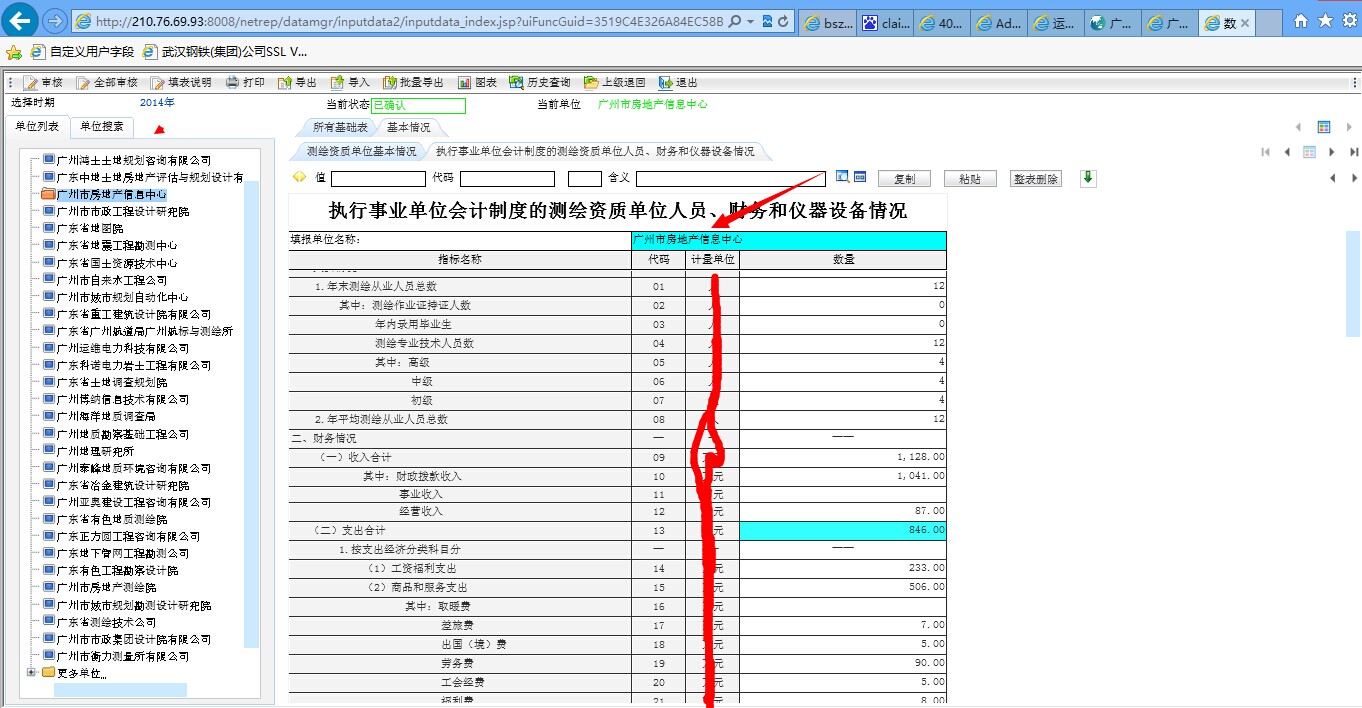 http://210.76.69.93:8008/netrep/datamgr/inputdata2/inputdata_index.jsp?uiFuncGuid=3519C4E326A84EC58B
bsz... clai... 40... Ad... 运... 广... 广... 数
自定义用户字段 武汉钢铁(集团)公司SSL V...
审核 全部审核 填表说明 打印 导出 导入 批量导出 图表 历史查询 上级退回 退出
选择时期 2014年 当前状态 已确认 当前单位 广州市房地产信息中心
单位列表 单位搜索
所有基础表 基本情况
测绘资质单位基本情况 执行事业单位会计制度的测绘资质单位人员、财务和仪器设备情况
值 代码 含义 复制 粘贴 整表删除
广州鸿士土地规划咨询有限公司
广东中地土地房地产评估与规划设计有
广州市房地产信息中心
广州市市政工程设计研究院
广东省地图院
广东省地震工程勘测中心
广东省国土资源技术中心
广州市自来水工程公司
广州市城市规划自动化中心
广东省重工建筑设计院有限公司
广东省广州航道局广州航标与测绘所
广州运维电力科技有限公司
广东科诺电力岩土工程有限公司
广东省土地调查规划院
广州博纳信息技术有限公司
广州海洋地质调查局
广州地质勘察基础工程公司
广州地理研究所
广州泰峰地质环境咨询有限公司
广东省冶金建筑设计研究院
广州亚奥建设工程咨询有限公司
广东省有色地质测绘院
广东正方圆工程咨询有限公司
广东地下管网工程勘测公司
广东有色工程勘察设计院
广州市房地产测绘院
广州市城市规划勘测设计研究院
广东省测绘技术公司
广州市市政集团设计院有限公司
广州市衡力测量所有限公司
更多单位...
执行事业单位会计制度的测绘资质单位人员、财务和仪器设备情况
填报单位名称: 广州市房地产信息中心
指标名称 代码 计量单位 数量
1.年末测绘从业人员总数 01 人 12
其中: 测绘作业证持证人数 02 人 0
年内录用毕业生 03 人 0
测绘专业技术人员数 04 人 12
其中: 高级 05 人 4
中级 06 人 4
初级 07 人 4
2.年平均测绘从业人员总数 08 人 12
二、财务情况 — — ——
(一)收入合计 09 1,128.00
其中: 财政拨款收入 10 元 1,041.00
事业收入 11 元
经营收入 12 元 87.00
(二)支出合计 13 元 846.00
1.按支出经济分类科目分 — — ——
(1)工资福利支出 14 元 233.00
(2)商品和服务支出 15 元 506.00
其中: 取暖费 16 元
差旅费 17 元 7.00
出国(境)费 18 元 5.00
劳务费 19 元 90.00
工会经费 20 元 5.00
福利费 21 元 8.00